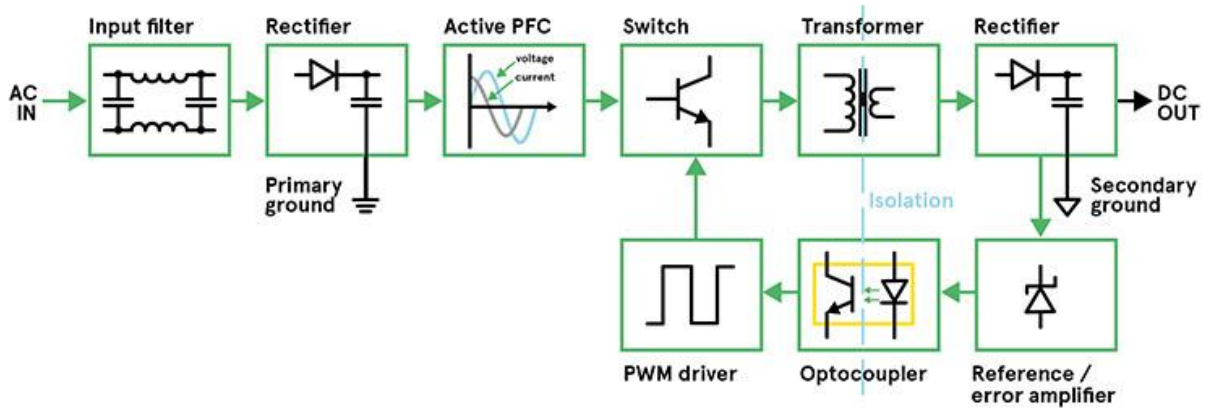 Input filter
Rectifier
Active PFC
Switch
Transformer
Rectifier
voltage
current
AC
IN
DC
OUT
Primary
ground
Isolation
Secondary
ground
PWM driver
Optocoupler
Reference /
error amplifier